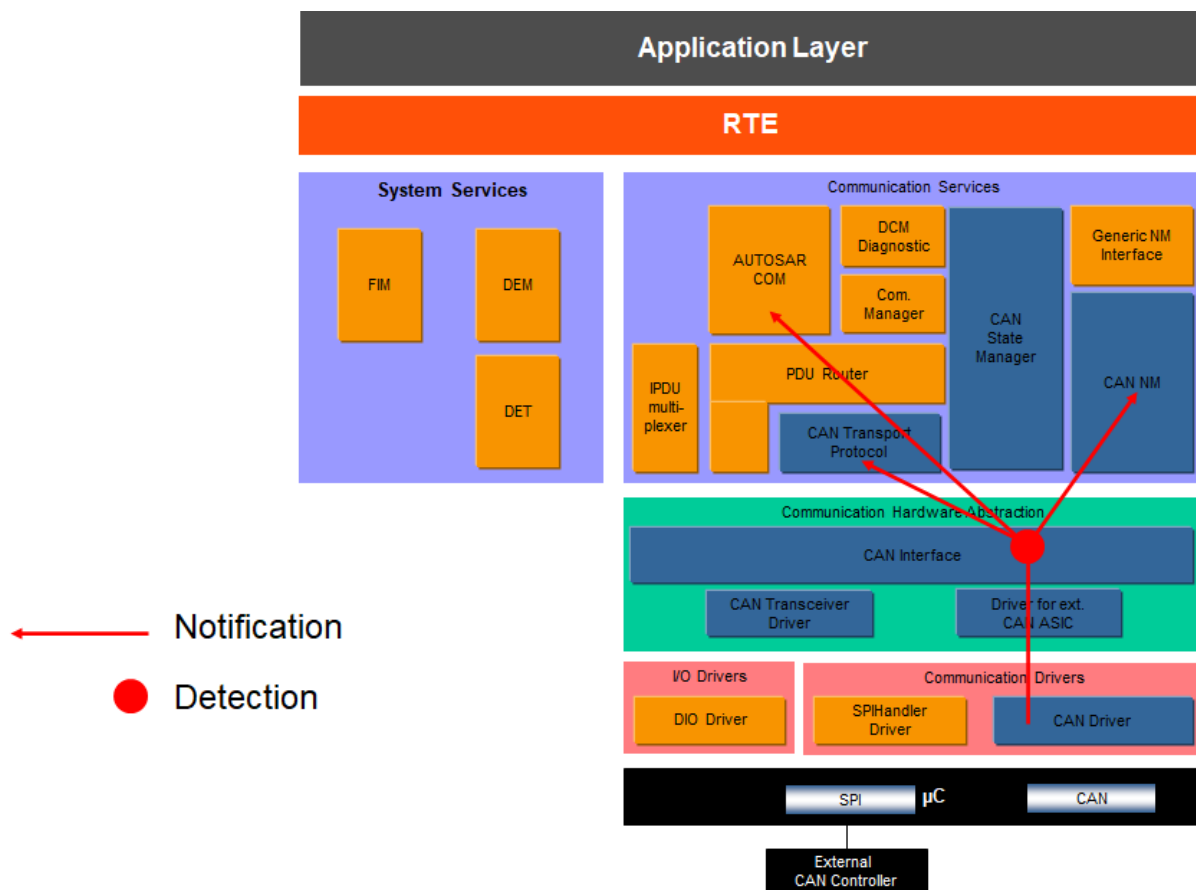 Application Layer
RTE
System Services
FIM
DEM
DET
Communication Services
AUTOSAR
COM
DCM
Diagnostic
Com.
Manager
CAN
State
Manager
Generic NM
Interface
CAN NM
IPDU
multi-
plexer
PDU Router
CAN Transport
Protocol
Communication Hardware Abstraction
CAN Interface
CAN Transceiver
Driver
Driver for ext.
CAN ASIC
Notification
Detection
I/O Drivers
DIO Driver
Communication Drivers
SPIHandler
Driver
CAN Driver
SPI
µC
CAN
External
CAN Controller